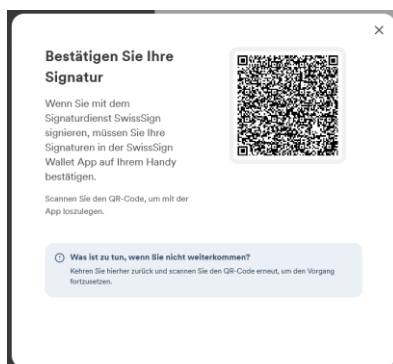 Bestätigen Sie Ihre
Signatur
Wenn Sie mit dem
Signaturdienst SwissSign
signieren, müssen Sie Ihre
Signaturen in der SwissSign
Wallet App auf Ihrem Handy
bestätigen.
Scannen Sie den QR-Code, um mit der
App loszulegen.
Was ist zu tun, wenn Sie nicht weiterkommen?
Kehren Sie hierher zurück und scannen Sie den QR-Code erneut, um den Vorgang
fortzusetzen.